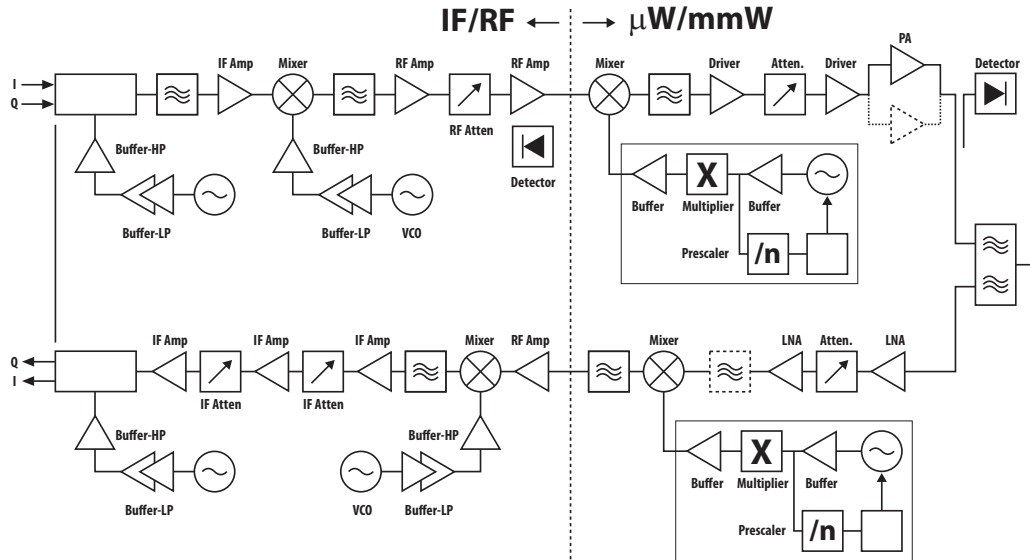 IF/RF
μW/mmW
PA
IF Amp
Mixer
RF Amp
RF Amp
Mixer
Driver
Atten.
Driver
Detector
I
Q
RF Atten
Buffer-HP
Buffer-HP
Detector
Buffer
X
Multiplier
Buffer
Buffer-LP
Buffer-LP
VCO
Prescaler
/n
IF Amp
IF Amp
IF Amp
Mixer
RF Amp
Mixer
LNA
Atten.
LNA
Q
I
IF Atten
IF Atten
Buffer-HP
Buffer-HP
Buffer
X
Multiplier
Buffer
Buffer-LP
VCO
Buffer-LP
Prescaler
/n